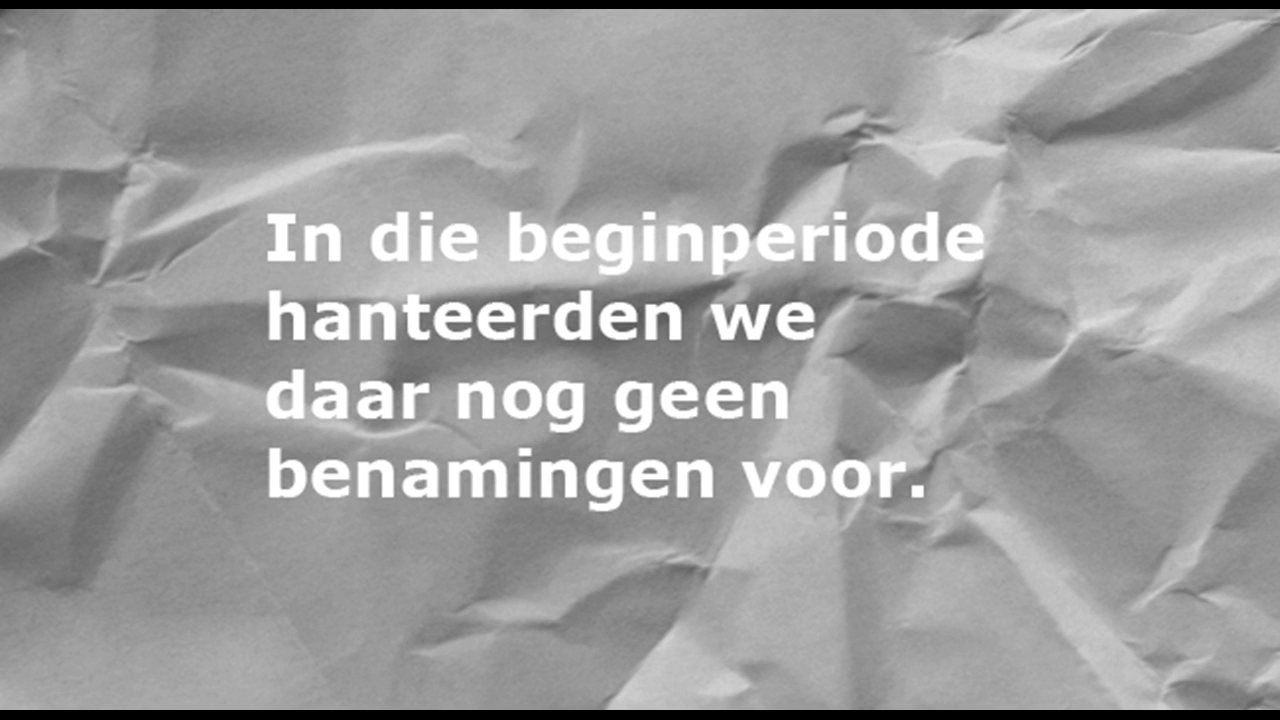 In die beginperiode
hanteerden we
daar nog geen
benamingen voor.